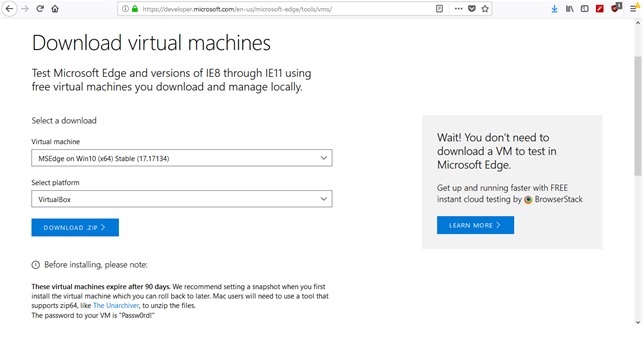 https://developer.microsoft.com/en-us/microsoft-edge/tools/vms/
Download virtual machines
Test Microsoft Edge and versions of IE8 through IE11 using
free virtual machines you download and manage locally.
Select a download
Virtual machine
MSEdge on Win10 (x64) Stable (17.17134)
Select platform
VirtualBox
DOWNLOAD .ZIP
Before installing, please note:
These virtual machines expire after 90 days. We recommend setting a snapshot when you first
install the virtual machine which you can roll back to later. Mac users will need to use a tool that
supports zip64, like The Unarchiver, to unzip the files.
The password to your VM is "Passw0rd!"
Wait! You don't need to
download a VM to test in
Microsoft Edge.
Get up and running faster with FREE
instant cloud testing by BrowserStack
LEARN MORE